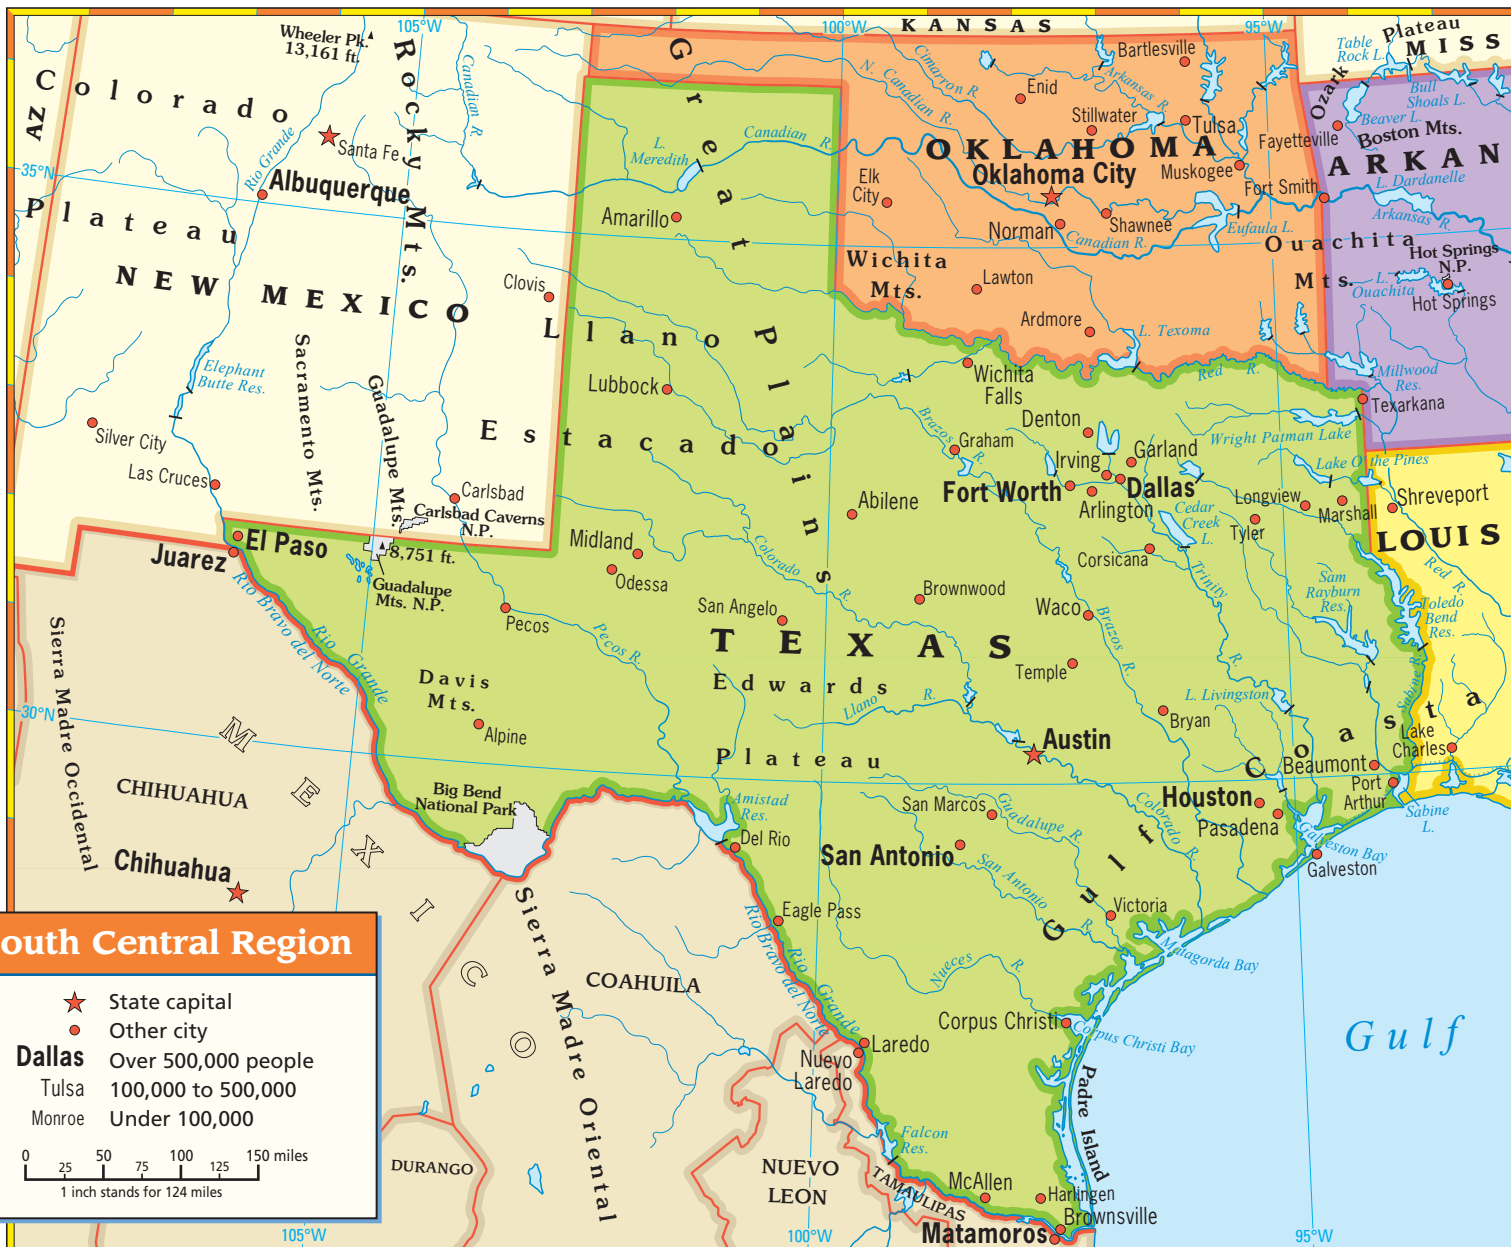 105°W
100°W
95°W
KANSAS
Plateau
MISS
Wheeler Pk.
13,161 ft.
Rocky Mts.
Canadian R.
Great Plains
N. Canadian R.
Cimarron R.
Bartlesville
Arkansas R.
Enid
Table
Rock L.
Ozark
Bull
Shoals L.
Beaver L.
Boston Mts.
Fayetteville
ARKAN
AZ
Colorado
Plateau
Rio Grande
Santa Fe
Albuquerque
35°N
NEW MEXICO
L.
Meredith
Canadian R.
Amarillo
Stillwater
Tulsa
OKLAHOMA
Oklahoma City
Elk
City
Muskogee
Fort Smith
L. Dardanelle
Arkansas R.
Norman
Shawnee
Canadian R.
Eufaula L.
Ouachita
Mts.
Hot Springs
N.P.
L.
Ouachita
Hot Springs
Wichita
Mts.
Lawton
Ardmore
L. Texoma
Clovis
Llano
Estacado
Lubbock
Elephant
Butte Res.
Sacramento Mts.
Guadalupe Mts.
Silver City
Las Cruces
Carlsbad
Carlsbad Caverns
N.P.
Wichita
Falls
Red R.
Millwood
Res.
Texarkana
Denton
Brazos R.
Graham
Irving
Garland
Wright Patman Lake
Lake O' the Pines
Fort Worth
Dallas
Arlington
Abilene
Cedar
Creek
L.
Longview
Marshall
Tyler
Shreveport
LOUIS
El Paso
Juarez
8,751 ft.
Guadalupe
Mts. N.P.
Midland
Odessa
Colorado R.
Corsicana
Trinity R.
Sam
Rayburn
Res.
Red R.
Toledo
Bend
Res.
Brownwood
San Angelo
Waco
Brazos R.
Pecos
Pecos R.
TEXAS
Temple
Edwards
Plateau
Rio Bravo del Norte
Rio Grande
Sierra Madre Occidental
Davis
Mts.
Alpine
Llano R.
L. Livingston
Sabine R.
Bryan
30°N
MEXICO
Austin
Gulf Coasta
Lake
Charles
Beaumont
Port
Arthur
Sabine
L.
CHIHUAHUA
Chihuahua
Big Bend
National Park
Amistad
Res.
Del Rio
San Marcos
Guadalupe R.
Colorado R.
Houston
Pasadena
Galveston Bay
Galveston
San Antonio
San Antonio R.
Victoria
Eagle Pass
Matagorda Bay
Sierra Madre Oriental
COAHUILA
Rio Bravo del Norte
Rio Grande
Nueces R.
Corpus Christi
Corpus Christi Bay
Gulf
Laredo
Nuevo
Laredo
Padre Island
Falcon
Res.
DURANGO
NUEVO
LEON
TAMAULIPAS
McAllen
Harlingen
Brownsville
Matamoros
outh Central Region
State capital
Other city
Dallas Over 500,000 people
Tulsa 100,000 to 500,000
Monroe Under 100,000
0 25 50 75 100 125 150 miles
1 inch stands for 124 miles
105°W
100°W
95°W